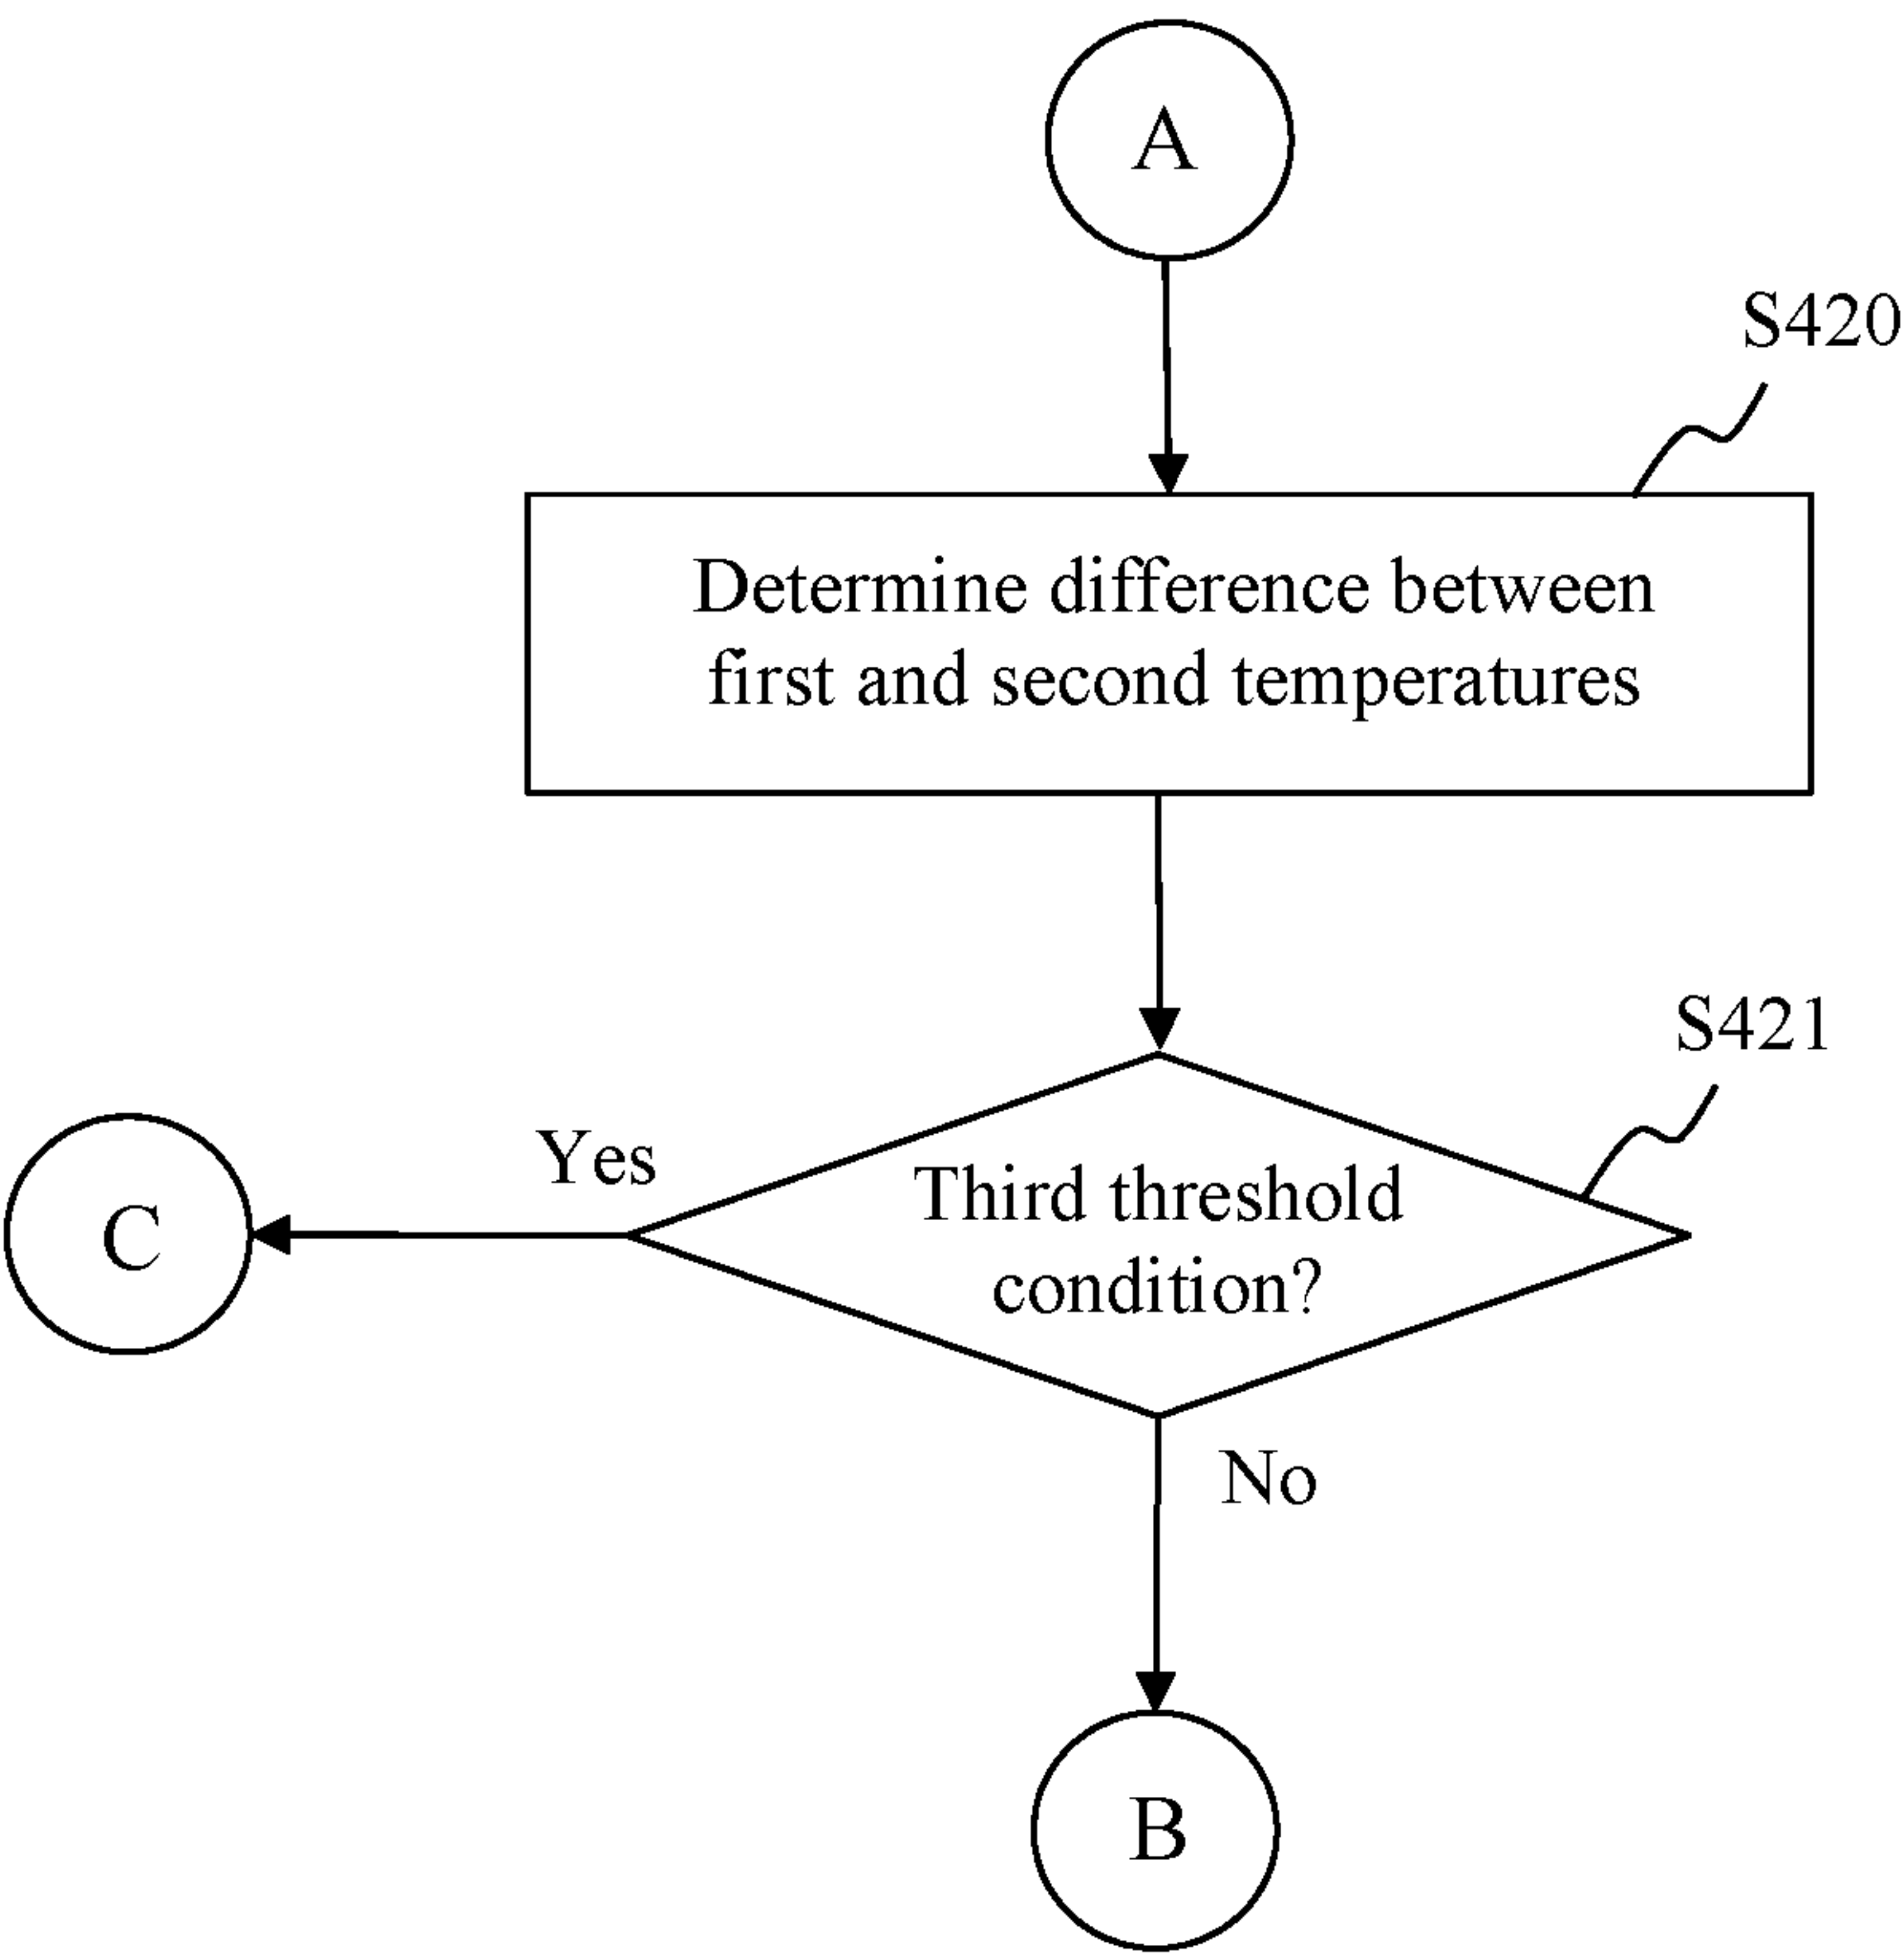 A
S420
Determine difference between
first and second temperatures
S421
Yes
Third threshold
condition?
C
No
B